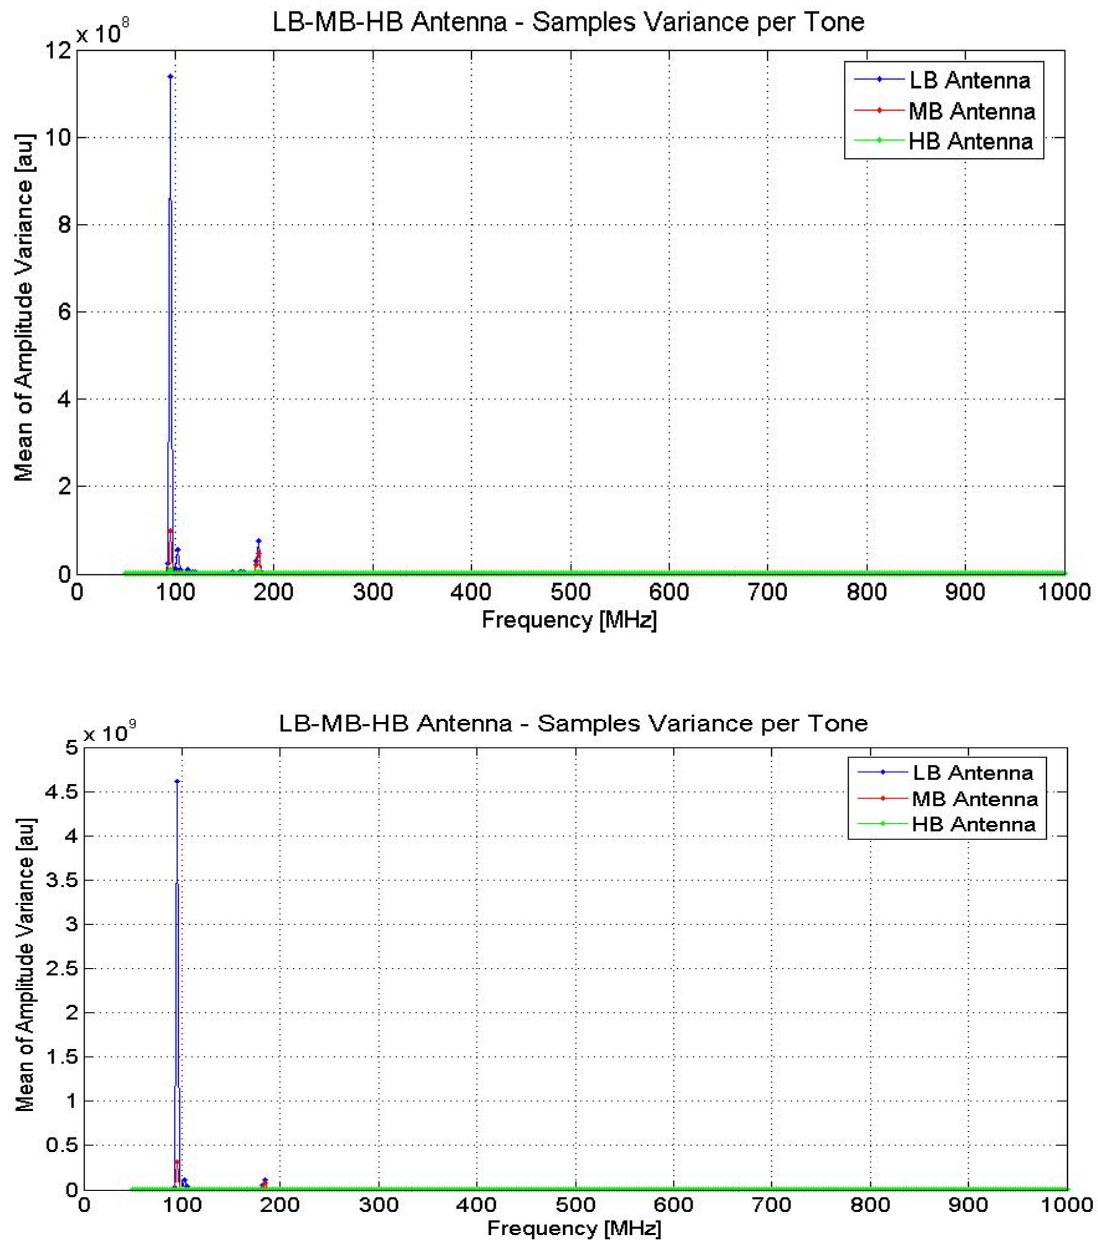 LB-MB-HB Antenna - Samples Variance per Tone
12 x 10⁸
10
8
6
4
2
0
Mean of Amplitude Variance [au]
LB Antenna
MB Antenna
HB Antenna
0 100 200 300 400 500 600 700 800 900 1000
Frequency [MHz]
LB-MB-HB Antenna - Samples Variance per Tone
5 x 10⁹
4.5
4
3.5
3
2.5
2
1.5
1
0.5
0
Mean of Amplitude Variance [au]
LB Antenna
MB Antenna
HB Antenna
0 100 200 300 400 500 600 700 800 900 1000
Frequency [MHz]